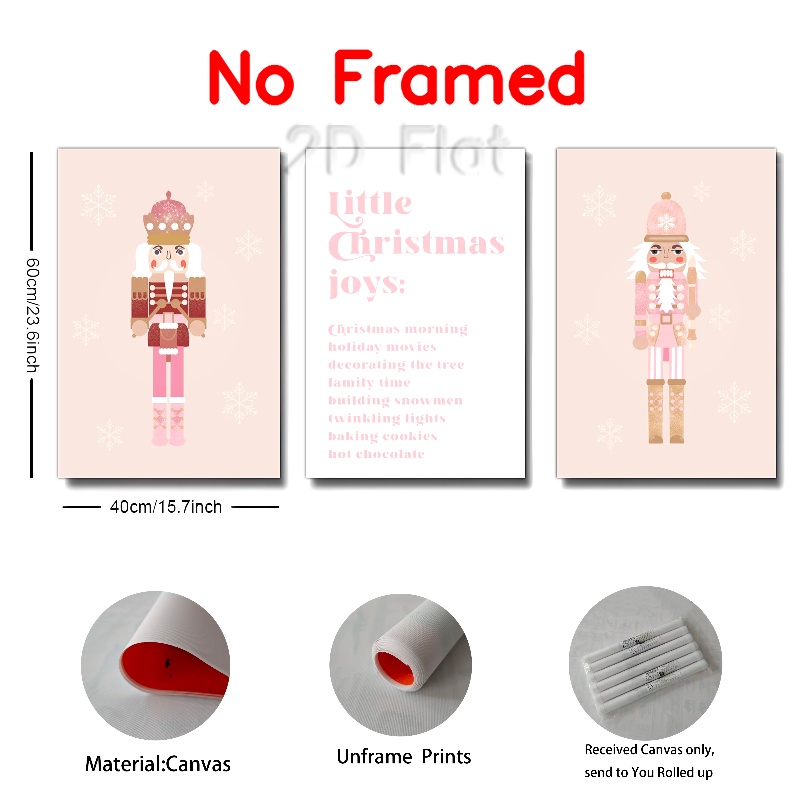 No Framed
2D Flat
60cm/23.6inch
Little
Christmas
joys:
Christmas morning
holiday movies
decorating the tree
family time
building snowmen
twinkling lights
baking cookies
hot chocolate
40cm/15.7inch
Material:Canvas
Unframe Prints
Received Canvas only,
send to You Rolled up